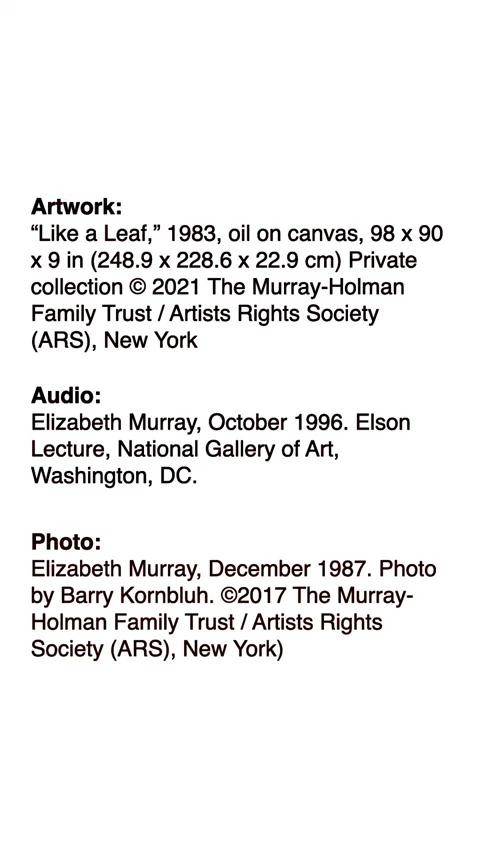 Artwork:
“Like a Leaf,” 1983, oil on canvas, 98 x 90
x 9 in (248.9 x 228.6 x 22.9 cm) Private
collection © 2021 The Murray-Holman
Family Trust / Artists Rights Society
(ARS), New York
Audio:
Elizabeth Murray, October 1996. Elson
Lecture, National Gallery of Art,
Washington, DC.
Photo:
Elizabeth Murray, December 1987. Photo
by Barry Kornbluh. ©2017 The Murray-
Holman Family Trust / Artists Rights
Society (ARS), New York)